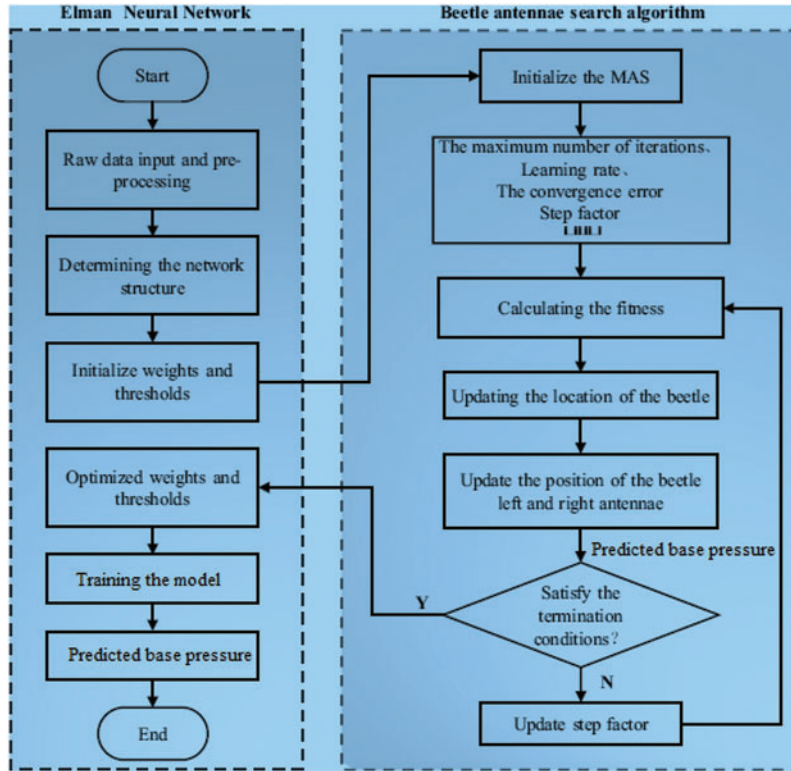 Elman Neural Network
Start
Raw data input and pre-
processing
Determining the network
structure
Initialize weights and
thresholds
Optimized weights and
thresholds
Training the model
Predicted base pressure
End
Beetle antennae search algorithm
Initialize the MAS
The maximum number of iterations、
Learning rate、
The convergence error
Step factor
Calculating the fitness
Updating the location of the beetle
Update the position of the beetle
left and right antennae
Predicted base pressure
Satisfy the
termination
conditions？
Y
N
Update step factor